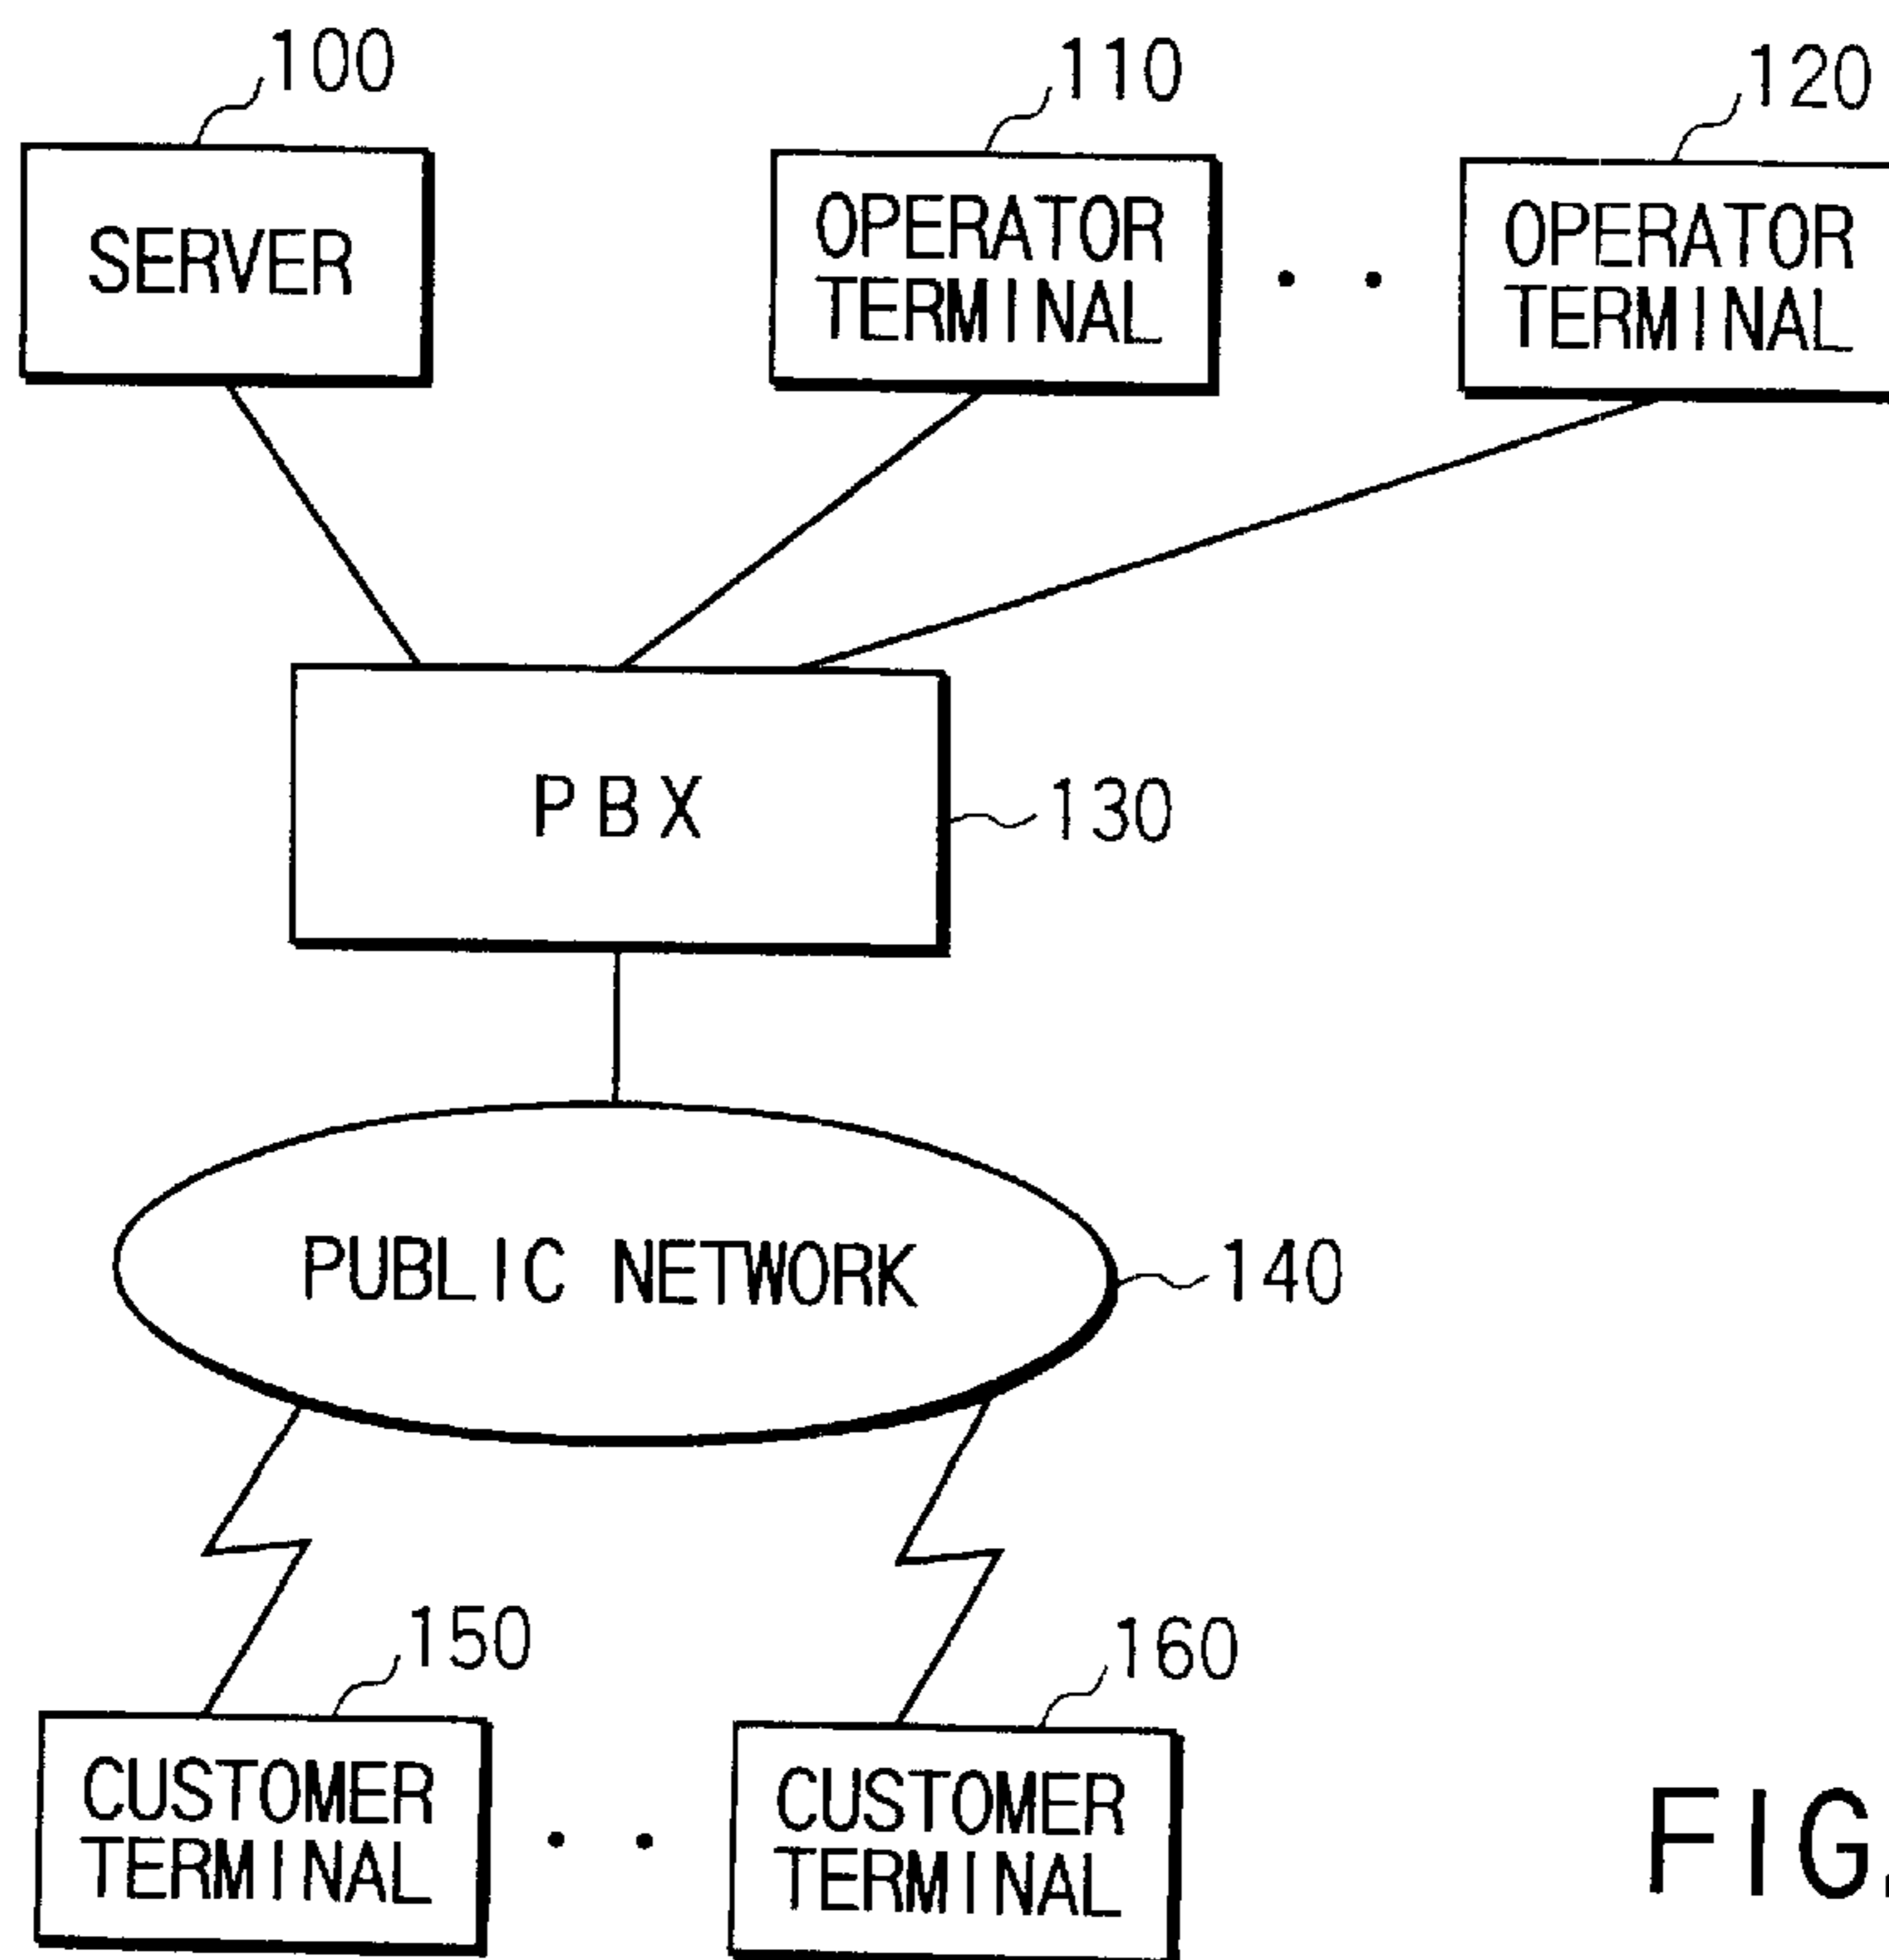 100
110
120
SERVER
OPERATOR
TERMINAL
OPERATOR
TERMINAL
PBX
130
PUBLIC NETWORK
140
150
160
CUSTOMER
TERMINAL
CUSTOMER
TERMINAL
FIG.